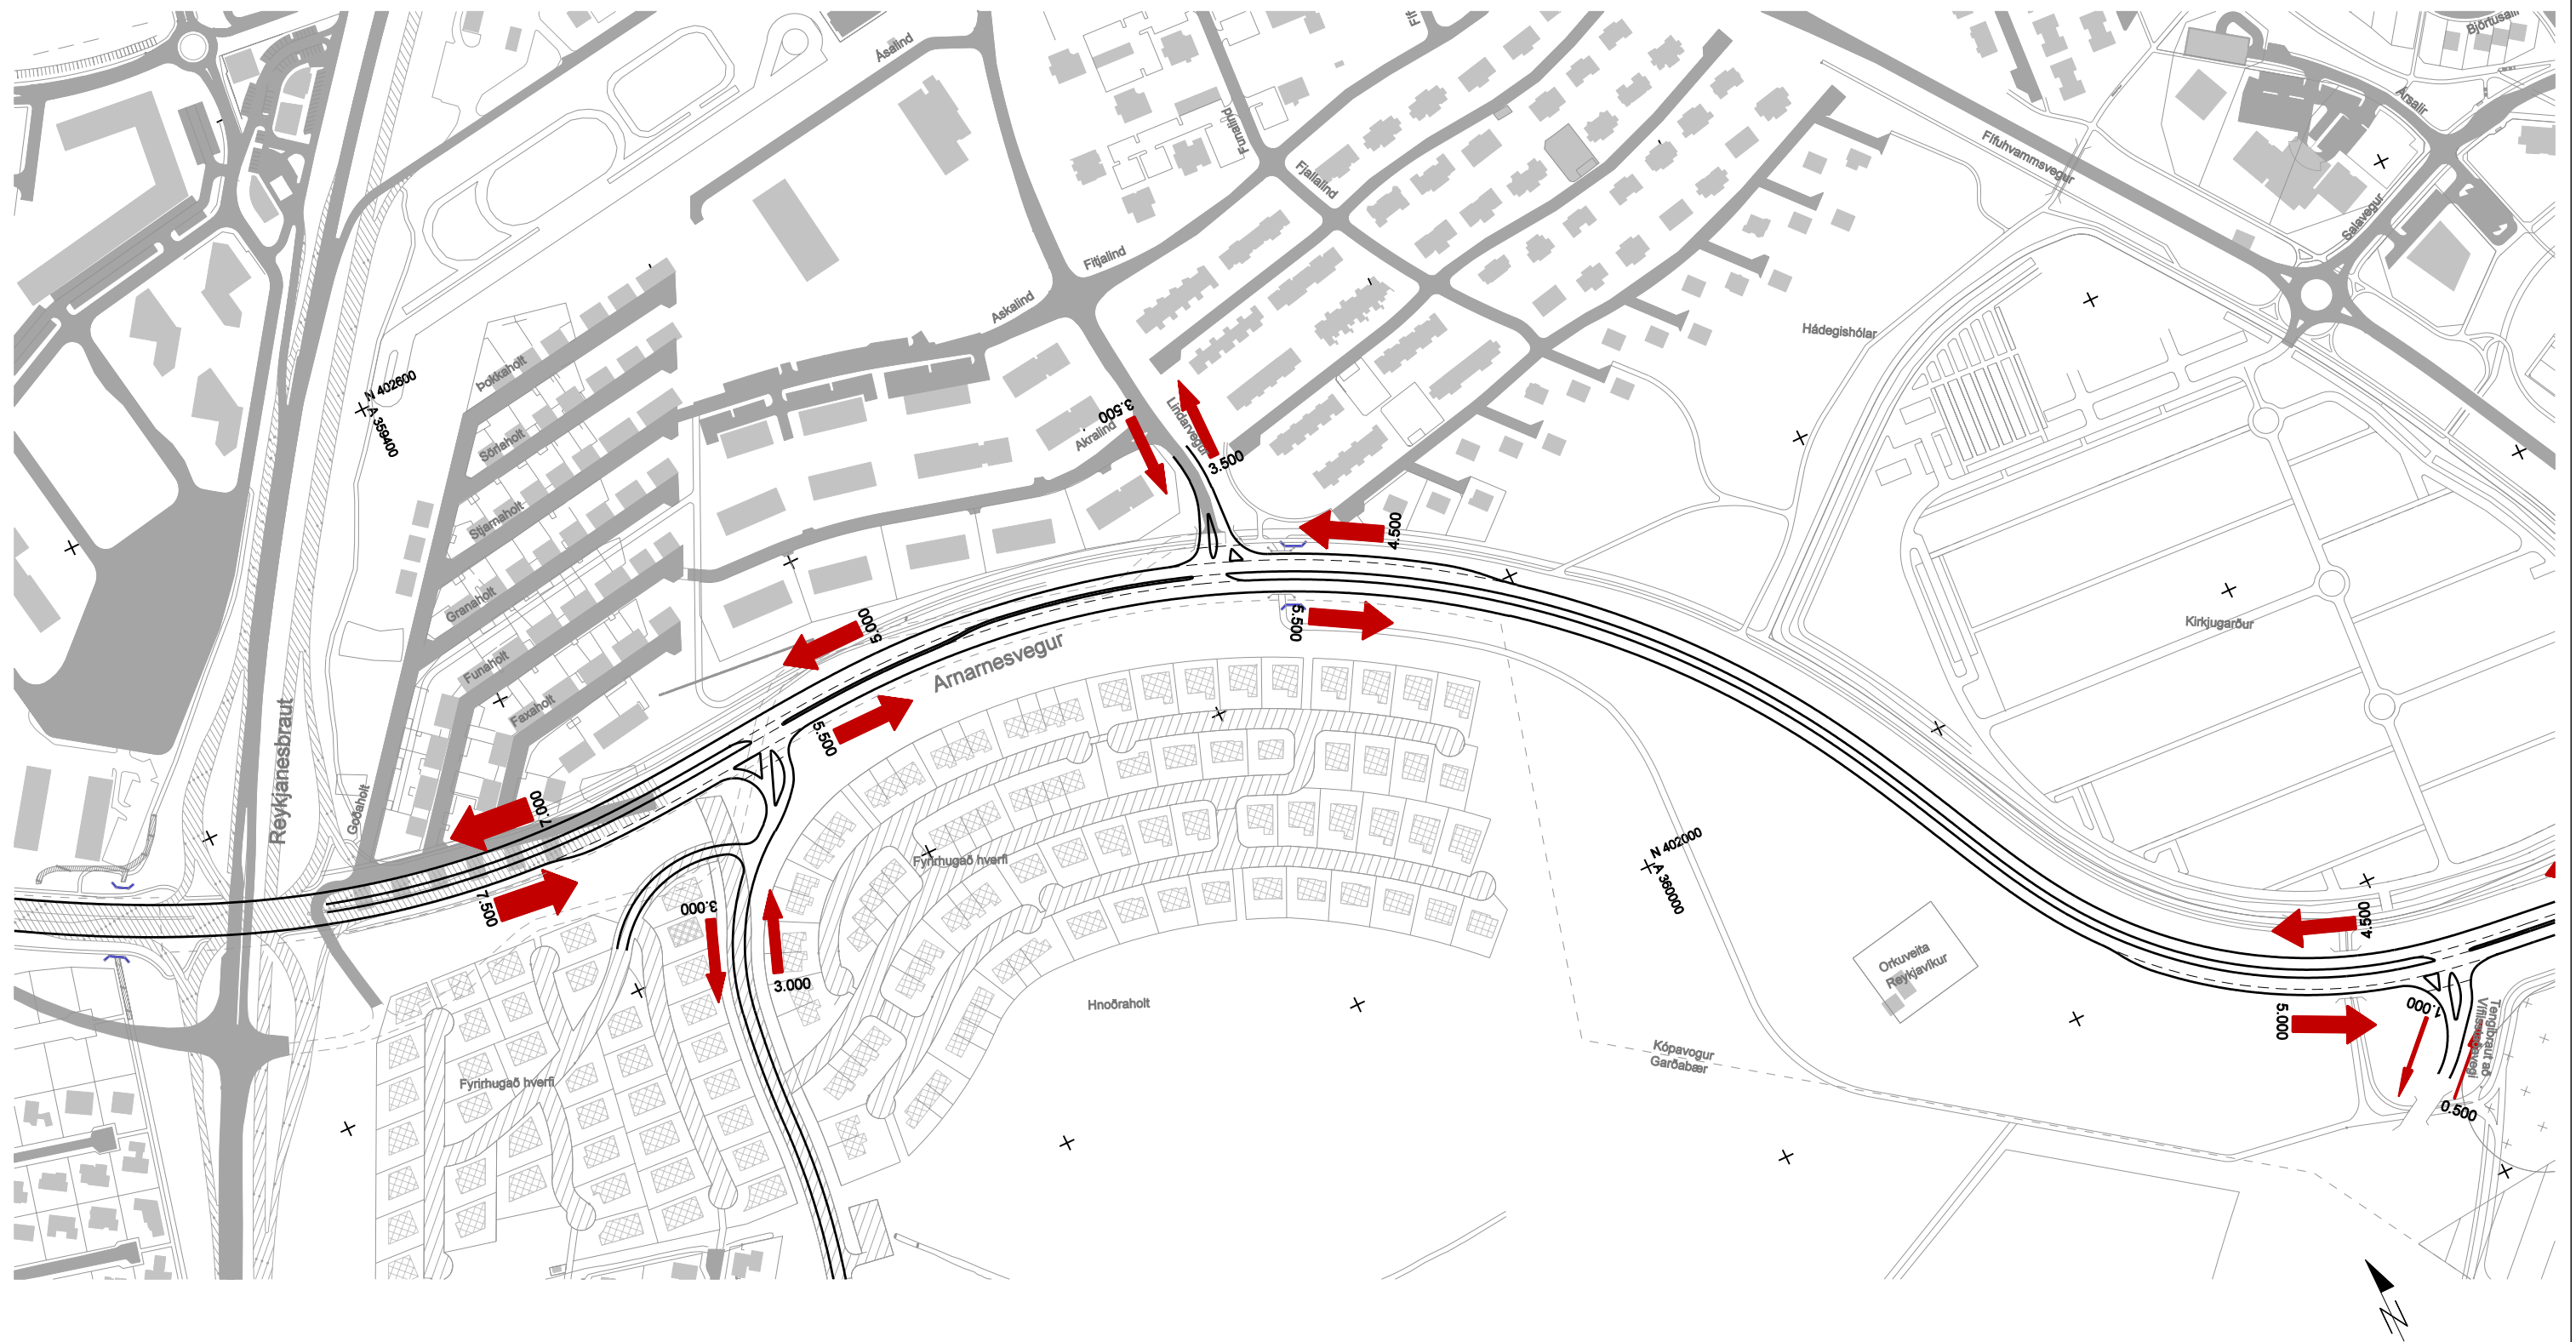 Björtusalir
Ásalind
Ársalir
Funalind
Fífuhvammsvegur
Fjallalind
Salavegur
Fitjalind
Askalind
Hádegishólar
Þokkaholt
N 402600
A 359400
Lindarvegur
3.500
Akralind
3.500
Sörlaholt
Stjarnaholt
4.500
Granaholt
5.000
5.500
Kirkjugarður
Arnarnesvegur
Funaholt
Faxaholt
5.500
Reykjanesbraut
Goðaholt
7.000
N 402000
A 360000
Fyrirhugað hverfi
7.500
3.000
4.500
Orkuveita
Reykjavíkur
3.000
Hnoðraholt
5.000
1.000
Tengibraut að
Vífilsstaðavegi
Kópavogur
Garðabær
Fyrirhugað hverfi
0.500
N